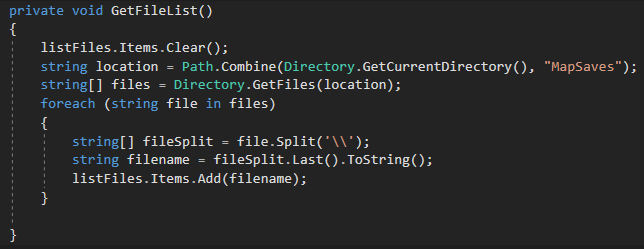 private void GetFileList()
{
listFiles.Items.Clear();
string location = Path.Combine(Directory.GetCurrentDirectory(), "MapSaves");
string[] files = Directory.GetFiles(location);
foreach (string file in files)
{
string[] fileSplit = file.Split('\\');
string filename = fileSplit.Last().ToString();
listFiles.Items.Add(filename);
}
}